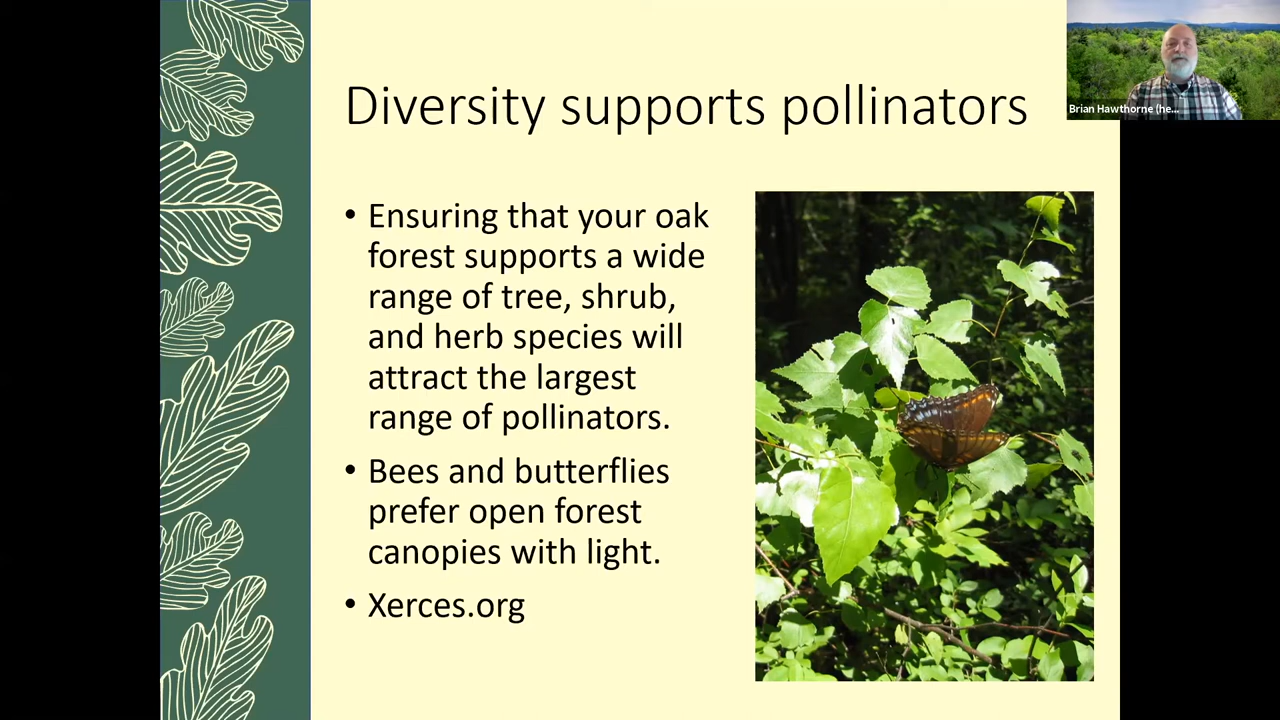 Diversity supports pollinators
Brian Hawthorne (he...
• Ensuring that your oak
forest supports a wide
range of tree, shrub,
and herb species will
attract the largest
range of pollinators.
• Bees and butterflies
prefer open forest
canopies with light.
• Xerces.org